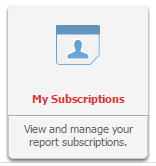 My Subscriptions
View and manage your
report subscriptions.